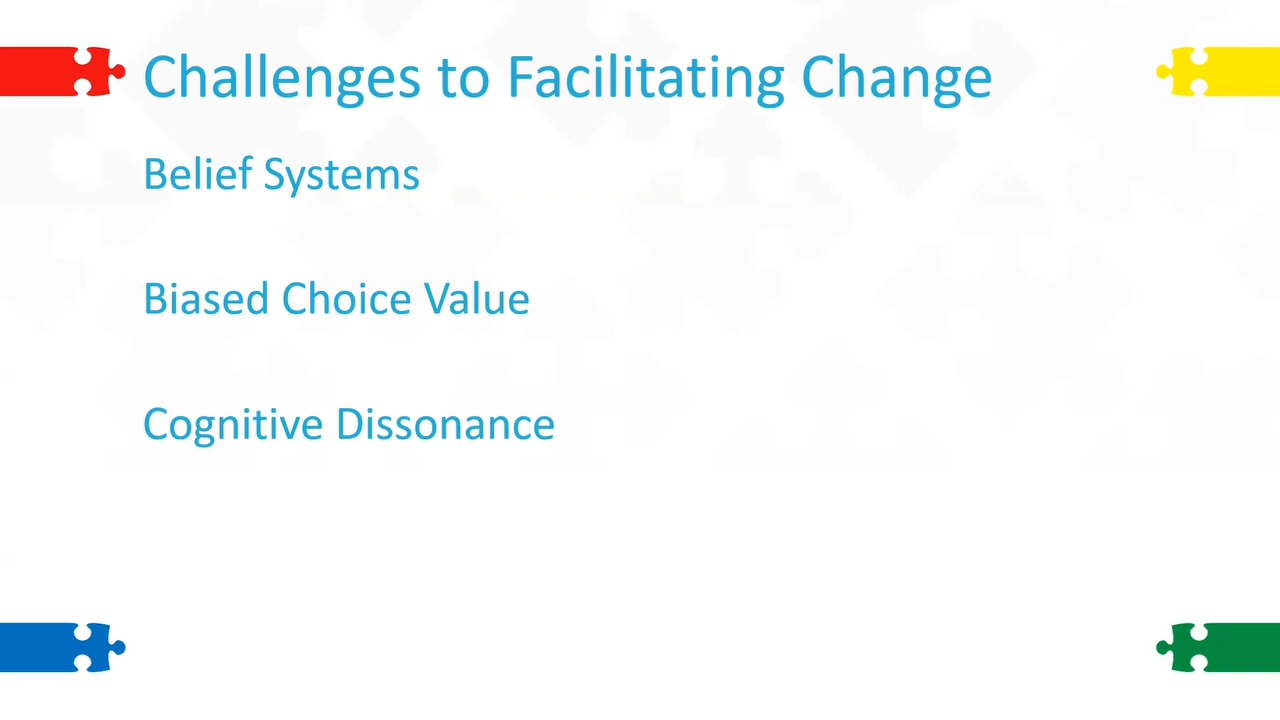 Challenges to Facilitating Change
Belief Systems
Biased Choice Value
Cognitive Dissonance